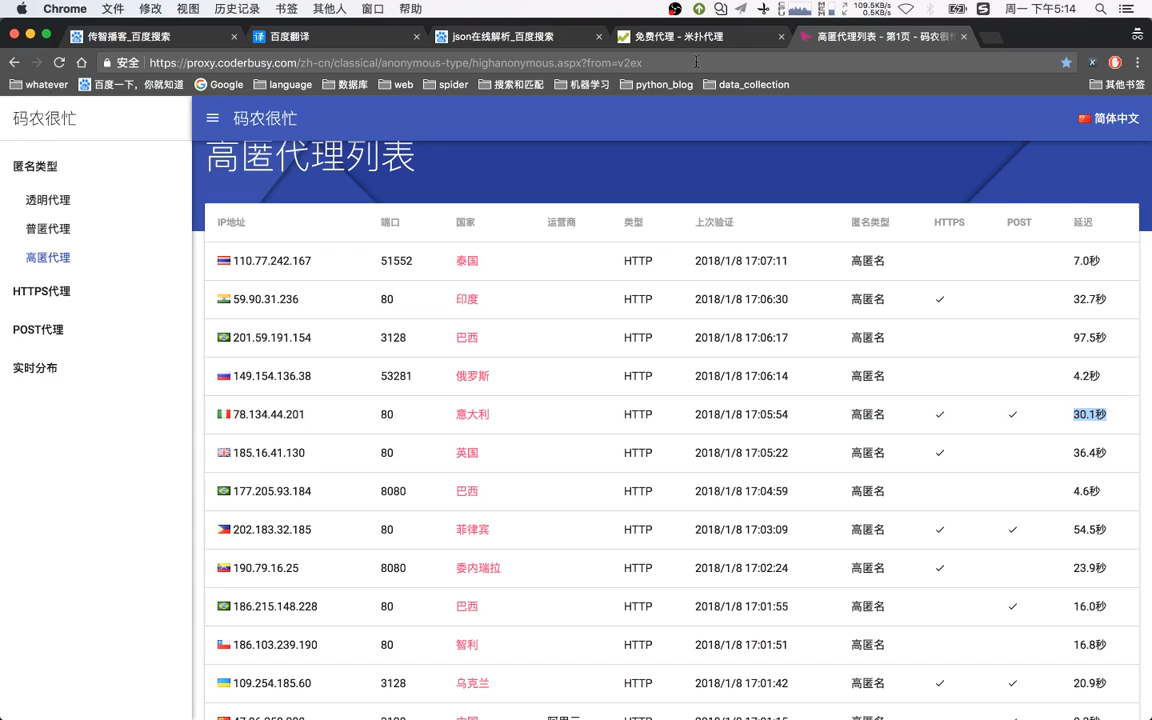 Chrome 文件 修改 视图 历史记录 书签 其他人 窗口 帮助 109.5KB/s 0.5KB/s 周一 下午5:14
传智播客_百度搜索 百度翻译 json在线解析_百度搜索 免费代理 - 米扑代理 高匿代理列表 - 第1页 - 码农很忙
安全 https://proxy.coderbusy.com/zh-cn/classical/anonymous-type/highanonymous.aspx?from=v2ex
whatever 百度一下，你就知道 Google language 数据库 web spider 搜索和匹配 机器学习 python_blog data_collection 其他书签
码农很忙 码农很忙 简体中文
高匿代理列表
匿名类型
透明代理
普匿代理
高匿代理
HTTPS代理
POST代理
实时分布
IP地址 端口 国家 运营商 类型 上次验证 匿名类型 HTTPS POST 延迟
110.77.242.167 51552 泰国 HTTP 2018/1/8 17:07:11 高匿名 7.0秒
59.90.31.236 80 印度 HTTP 2018/1/8 17:06:30 高匿名 ✓ 32.7秒
201.59.191.154 3128 巴西 HTTP 2018/1/8 17:06:17 高匿名 97.5秒
149.154.136.38 53281 俄罗斯 HTTP 2018/1/8 17:06:14 高匿名 4.2秒
78.134.44.201 80 意大利 HTTP 2018/1/8 17:05:54 高匿名 ✓ ✓ 30.1秒
185.16.41.130 80 英国 HTTP 2018/1/8 17:05:22 高匿名 ✓ 36.4秒
177.205.93.184 8080 巴西 HTTP 2018/1/8 17:04:59 高匿名 4.6秒
202.183.32.185 80 菲律宾 HTTP 2018/1/8 17:03:09 高匿名 ✓ ✓ 54.5秒
190.79.16.25 8080 委内瑞拉 HTTP 2018/1/8 17:02:24 高匿名 ✓ 23.9秒
186.215.148.228 80 巴西 HTTP 2018/1/8 17:01:55 高匿名 ✓ 16.0秒
186.103.239.190 80 智利 HTTP 2018/1/8 17:01:51 高匿名 16.8秒
109.254.185.60 3128 乌克兰 HTTP 2018/1/8 17:01:42 高匿名 ✓ ✓ 20.9秒